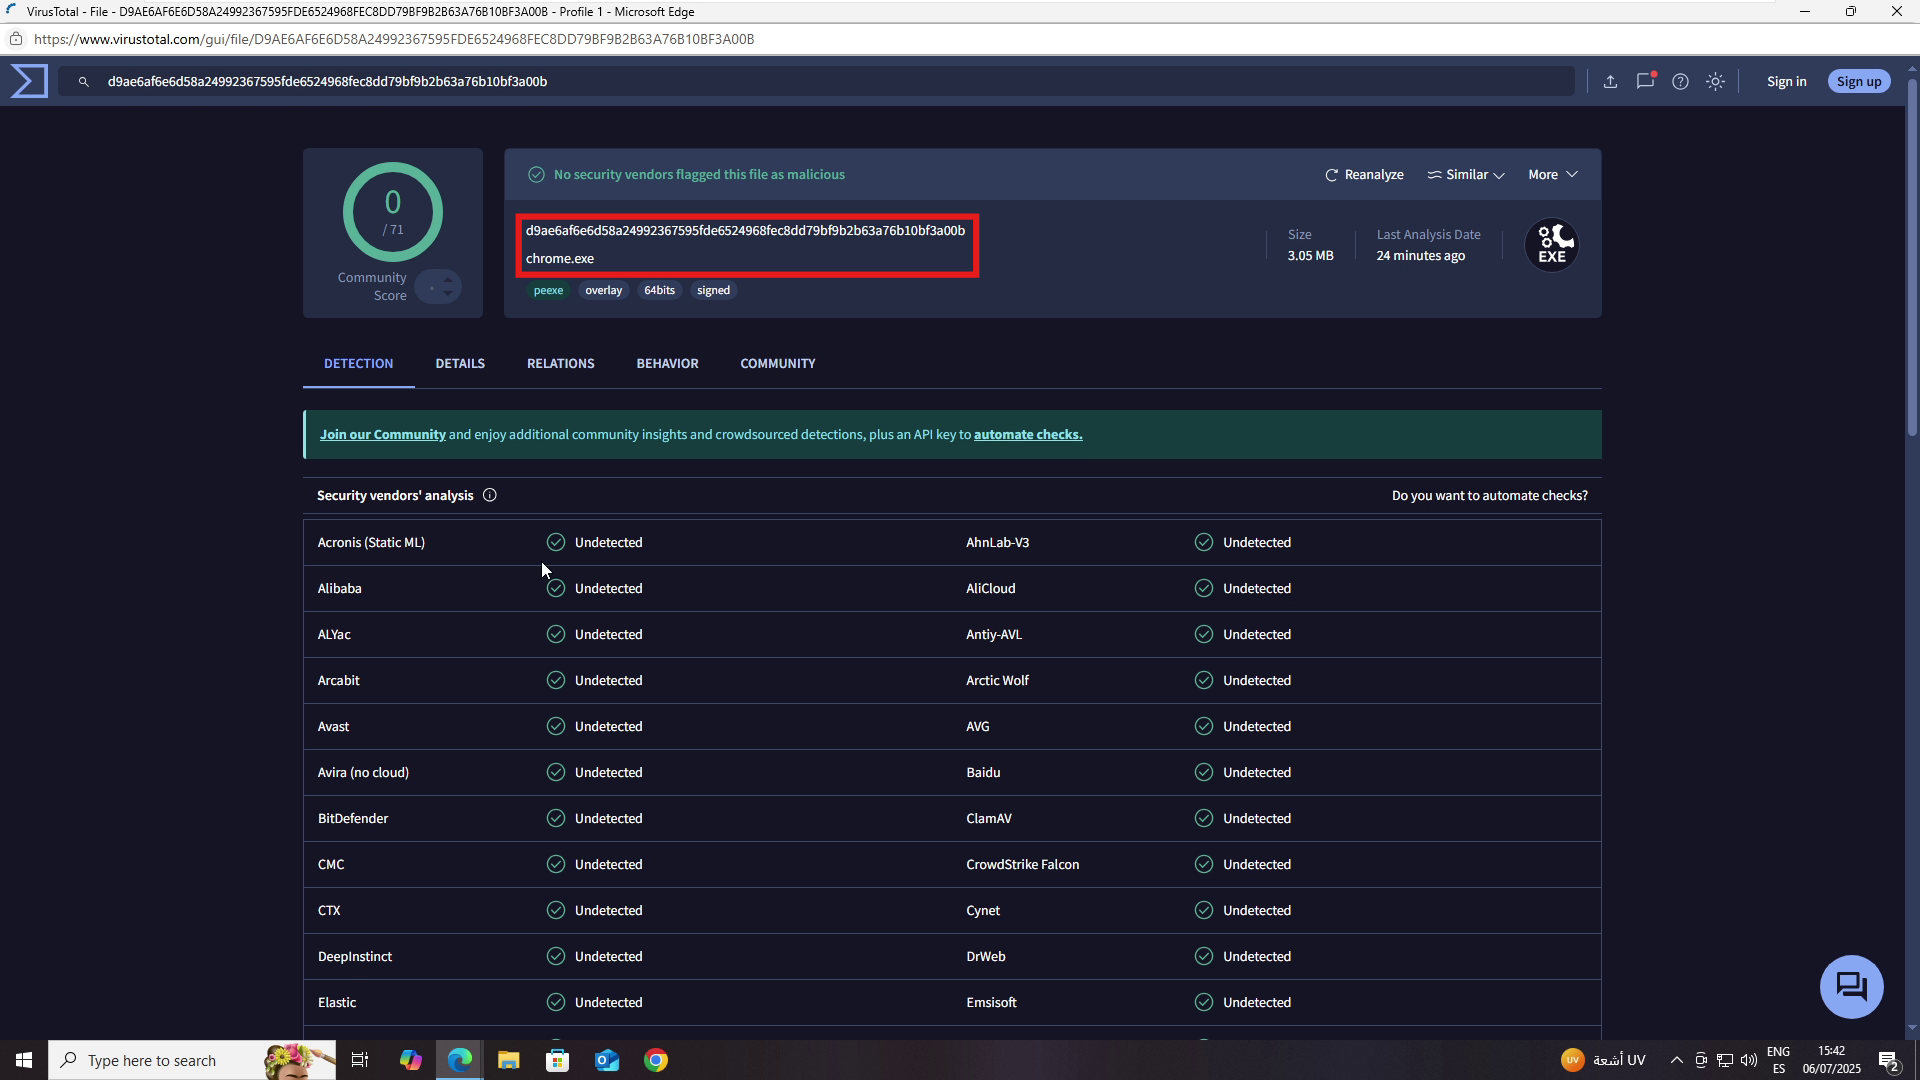 VirusTotal - File - D9AE6AF6E6D58A24992367595FDE6524968FEC8DD79BF9B2B63A76B10BF3A00B - Profile 1 - Microsoft Edge
https://www.virustotal.com/gui/file/D9AE6AF6E6D58A24992367595FDE6524968FEC8DD79BF9B2B63A76B10BF3A00B
d9ae6af6e6d58a24992367595fde6524968fec8dd79bf9b2b63a76b10bf3a00b
Sign in
Sign up
0
/ 71
Community
Score
No security vendors flagged this file as malicious
Reanalyze
Similar
More
d9ae6af6e6d58a24992367595fde6524968fec8dd79bf9b2b63a76b10bf3a00b
chrome.exe
peexe overlay 64bits signed
Size
3.05 MB
Last Analysis Date
24 minutes ago
EXE
DETECTION DETAILS RELATIONS BEHAVIOR COMMUNITY
Join our Community and enjoy additional community insights and crowdsourced detections, plus an API key to automate checks.
Security vendors' analysis
Do you want to automate checks?
Acronis (Static ML) Undetected AhnLab-V3 Undetected
Alibaba Undetected AliCloud Undetected
ALYac Undetected Antiy-AVL Undetected
Arcabit Undetected Arctic Wolf Undetected
Avast Undetected AVG Undetected
Avira (no cloud) Undetected Baidu Undetected
BitDefender Undetected ClamAV Undetected
CMC Undetected CrowdStrike Falcon Undetected
CTX Undetected Cynet Undetected
DeepInstinct Undetected DrWeb Undetected
Elastic Undetected Emsisoft Undetected
Type here to search
UV
أشعة UV
ENG
ES
15:42
06/07/2025
2